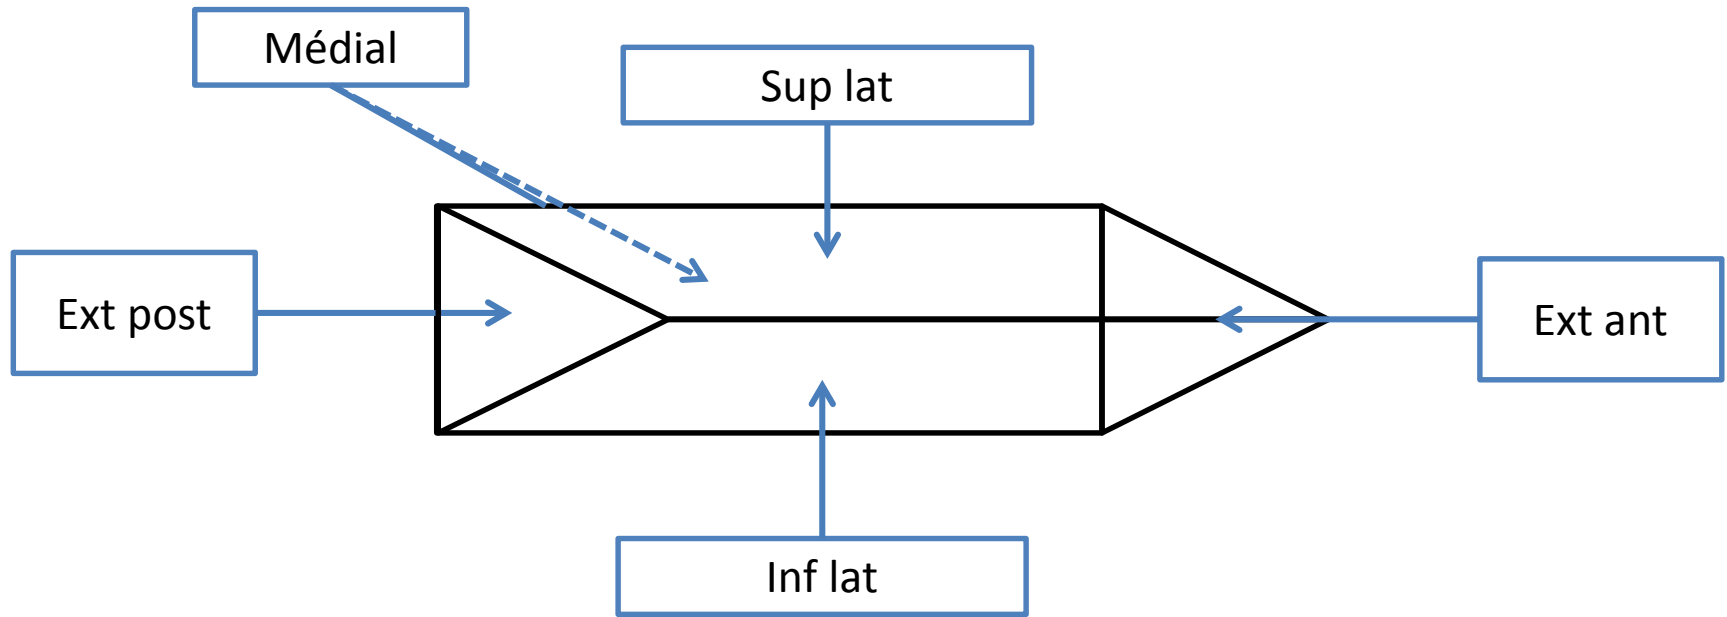 Médial
Sup lat
Ext post
Ext ant
Inf lat